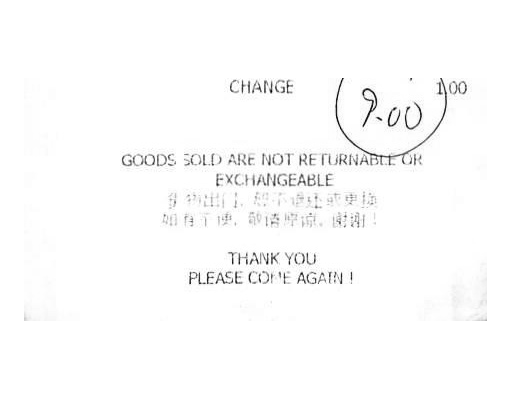 CHANGE 1.00
9.00
GOODS SOLD ARE NOT RETURNABLE OR
EXCHANGEABLE
货物出门, 恕不退还或更换
如有不便, 敬请原谅, 谢谢!
THANK YOU
PLEASE COME AGAIN !